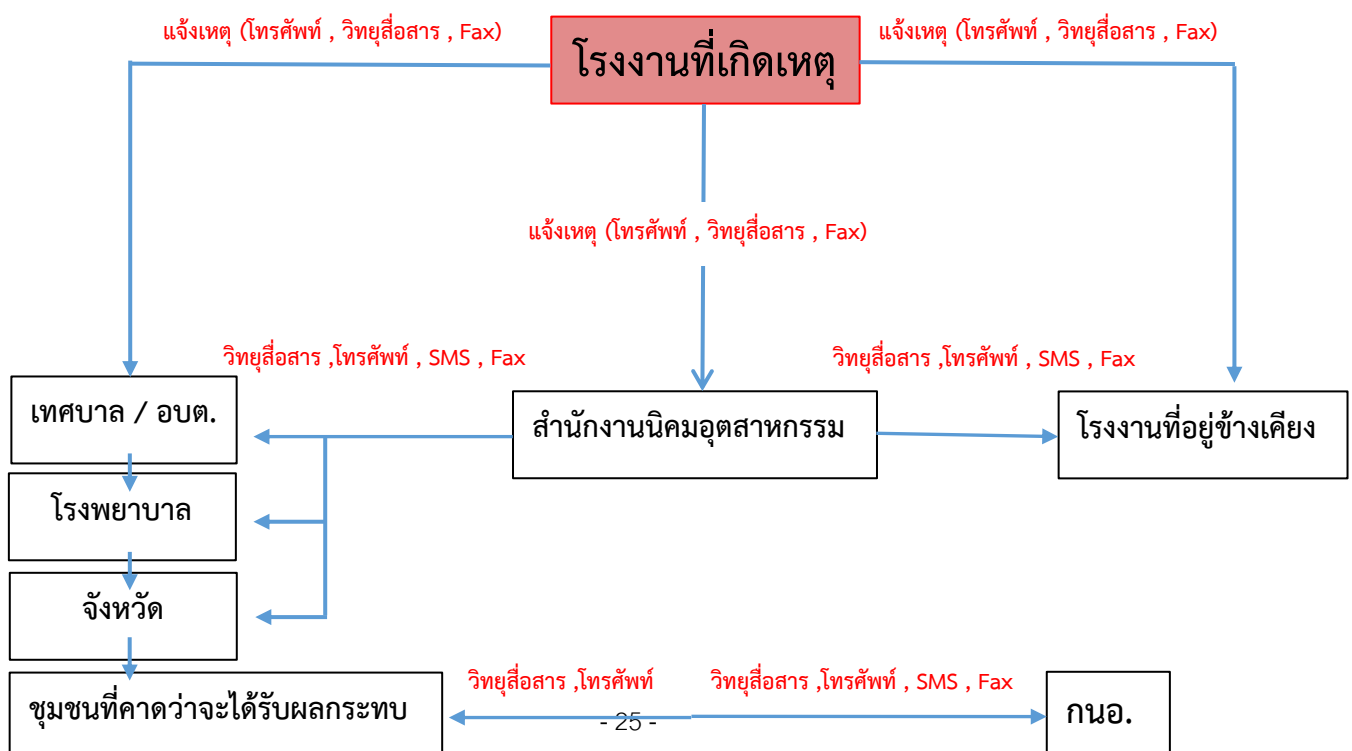 แจ้งเหตุ (โทรศัพท์ , วิทยุสื่อสาร , Fax)
โรงงานที่เกิดเหตุ
แจ้งเหตุ (โทรศัพท์ , วิทยุสื่อสาร , Fax)
แจ้งเหตุ (โทรศัพท์ , วิทยุสื่อสาร , Fax)
วิทยุสื่อสาร ,โทรศัพท์ , SMS , Fax
วิทยุสื่อสาร ,โทรศัพท์ , SMS , Fax
เทศบาล / อบต.
สำนักงานนิคมอุตสาหกรรม
โรงงานที่อยู่ข้างเคียง
โรงพยาบาล
จังหวัด
วิทยุสื่อสาร ,โทรศัพท์
วิทยุสื่อสาร ,โทรศัพท์ , SMS , Fax
ชุมชนที่คาดว่าจะได้รับผลกระทบ
กนอ.
- 25 -